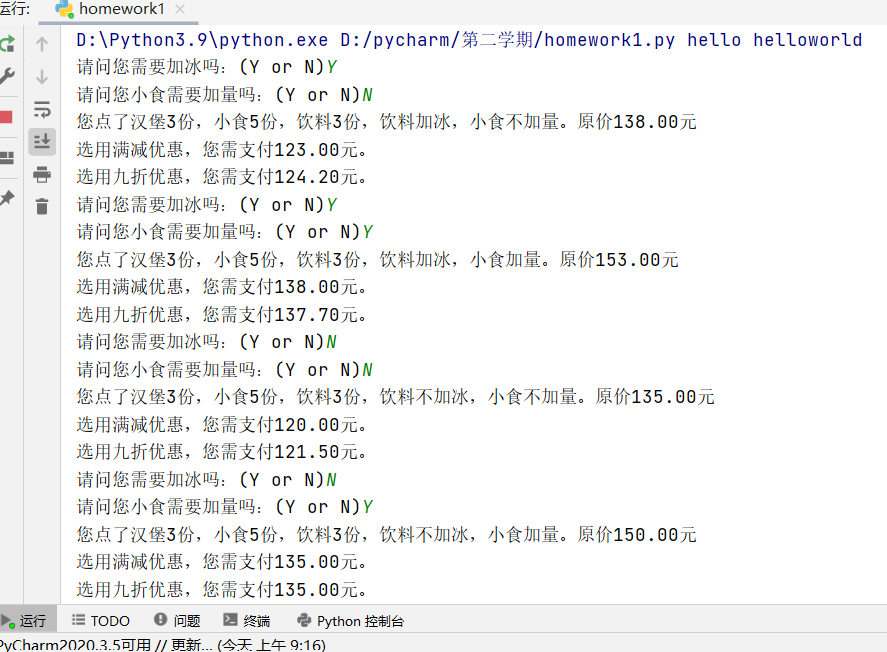 运行: homework1
D:\Python3.9\python.exe D:/pycharm/第二学期/homework1.py hello helloworld
请问您需要加冰吗：(Y or N)Y
请问您小食需要加量吗：(Y or N)N
您点了汉堡3份，小食5份，饮料3份，饮料加冰，小食不加量。原价138.00元
选用满减优惠，您需支付123.00元。
选用九折优惠，您需支付124.20元。
请问您需要加冰吗：(Y or N)Y
请问您小食需要加量吗：(Y or N)Y
您点了汉堡3份，小食5份，饮料3份，饮料加冰，小食加量。原价153.00元
选用满减优惠，您需支付138.00元。
选用九折优惠，您需支付137.70元。
请问您需要加冰吗：(Y or N)N
请问您小食需要加量吗：(Y or N)N
您点了汉堡3份，小食5份，饮料3份，饮料不加冰，小食不加量。原价135.00元
选用满减优惠，您需支付120.00元。
选用九折优惠，您需支付121.50元。
请问您需要加冰吗：(Y or N)N
请问您小食需要加量吗：(Y or N)Y
您点了汉堡3份，小食5份，饮料3份，饮料不加冰，小食加量。原价150.00元
选用满减优惠，您需支付135.00元。
选用九折优惠，您需支付135.00元。
运行 TODO 问题 终端 Python 控制台
PyCharm2020.3.5可用 // 更新... (今天 上午 9:16)